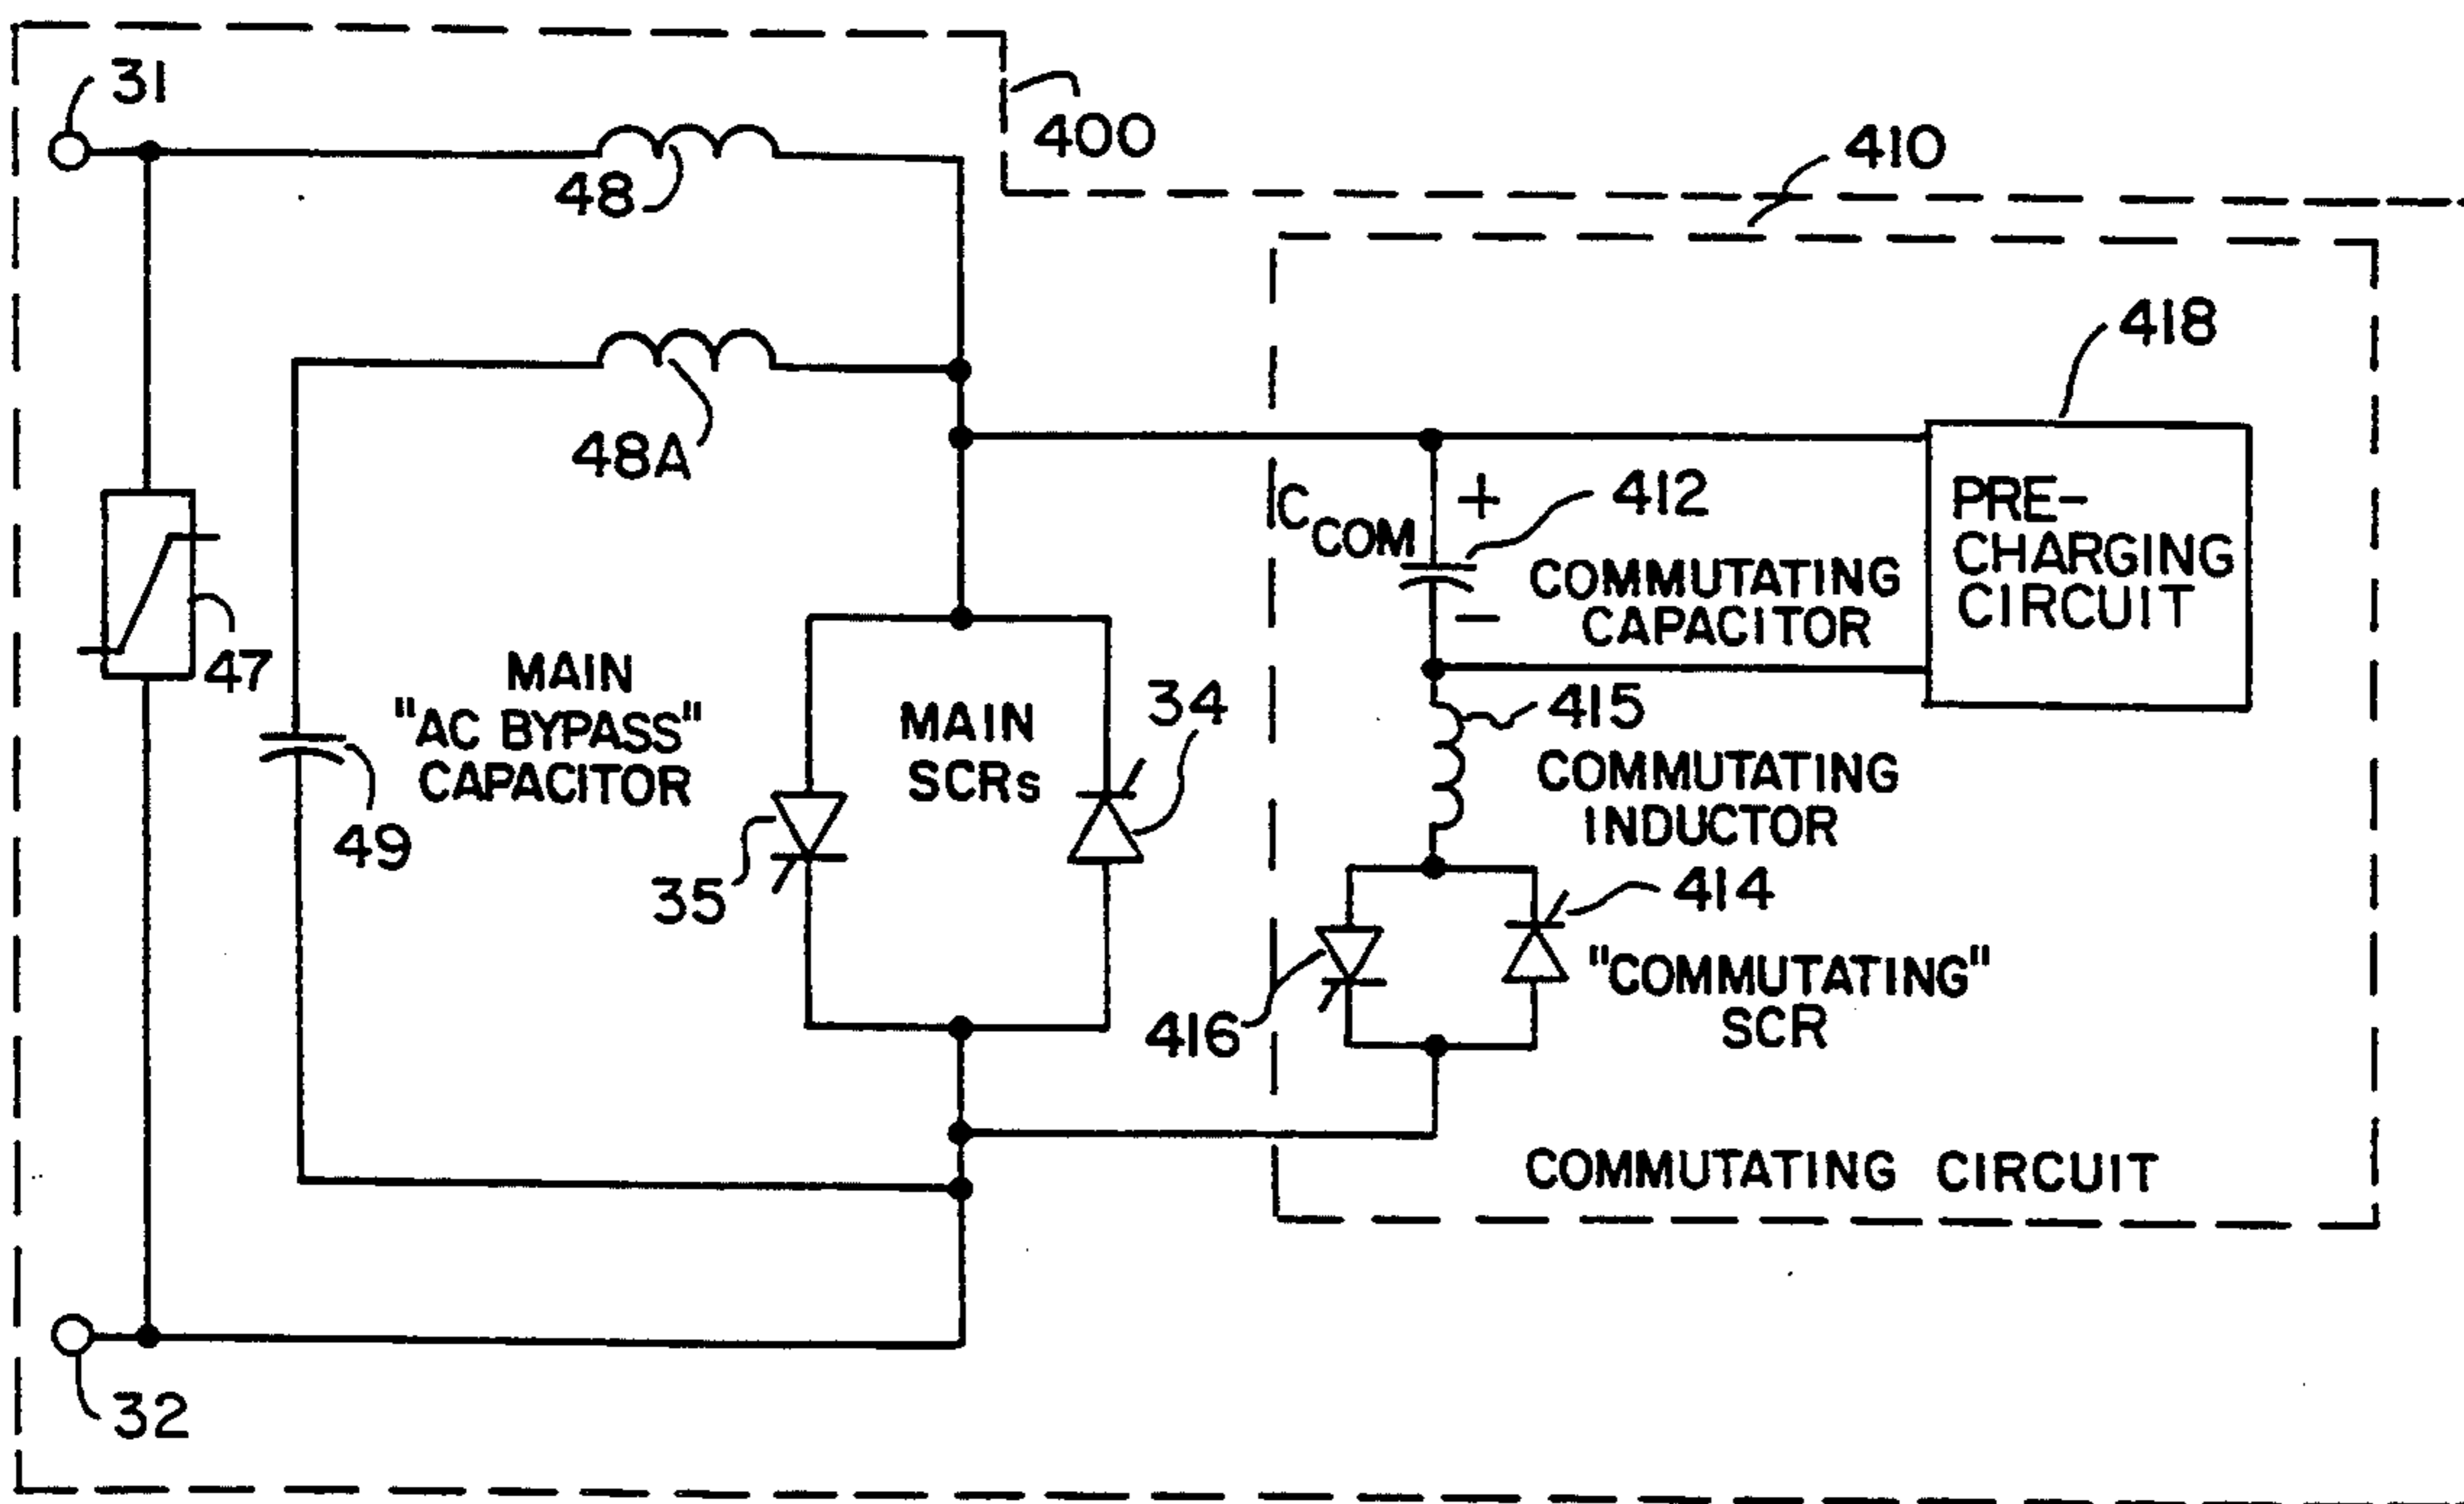 31
400
410
48
418
48A
+
412
C COM
COMMUTATING
CAPACITOR
−
PRE-
CHARGING
CIRCUIT
47
MAIN
"AC BYPASS"
CAPACITOR
49
MAIN
SCRs
34
35
415
COMMUTATING
INDUCTOR
414
416
"COMMUTATING"
SCR
COMMUTATING CIRCUIT
32